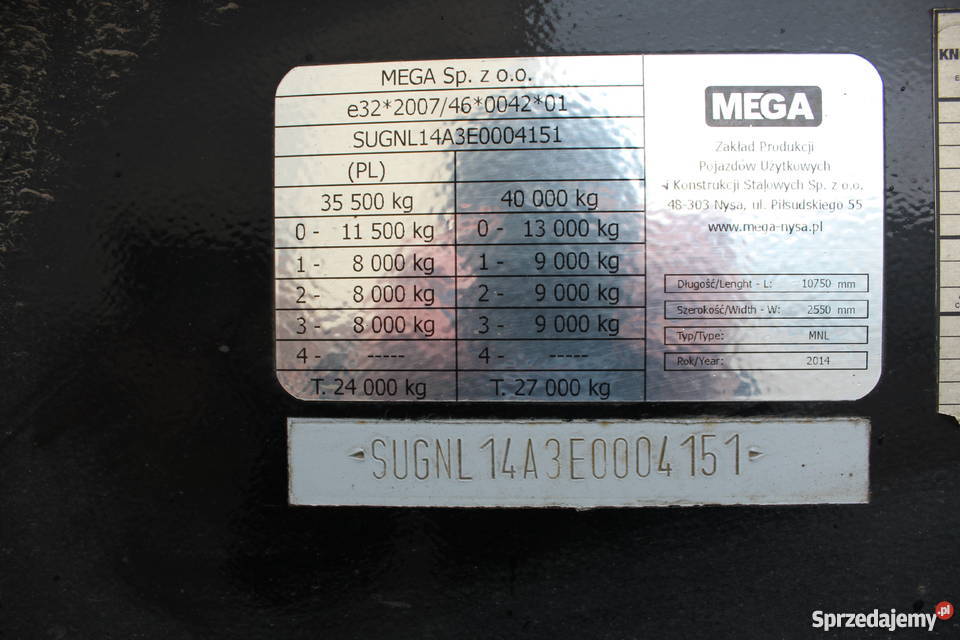 MEGA Sp. z o.o.
e32*2007/46*0042*01
SUGNL14A3E0004151
(PL)
35 500 kg 40 000 kg
0 - 11 500 kg 0 - 13 000 kg
1 - 8 000 kg 1 - 9 000 kg
2 - 8 000 kg 2 - 9 000 kg
3 - 8 000 kg 3 - 9 000 kg
4 - ----- 4 - -----
T. 24 000 kg T. 27 000 kg
MEGA
Zakład Produkcji
Pojazdów Użytkowych
i Konstrukcji Stalowych Sp. z o.o.
48-303 Nysa, ul. Piłsudskiego 55
www.mega-nysa.pl
Długość/Lenght - L: 10750 mm
Szerokość/Width - W: 2550 mm
Typ/Type: MNL
Rok/Year: 2014
SUGNL14A3E0004151
Sprzedajemy.pl